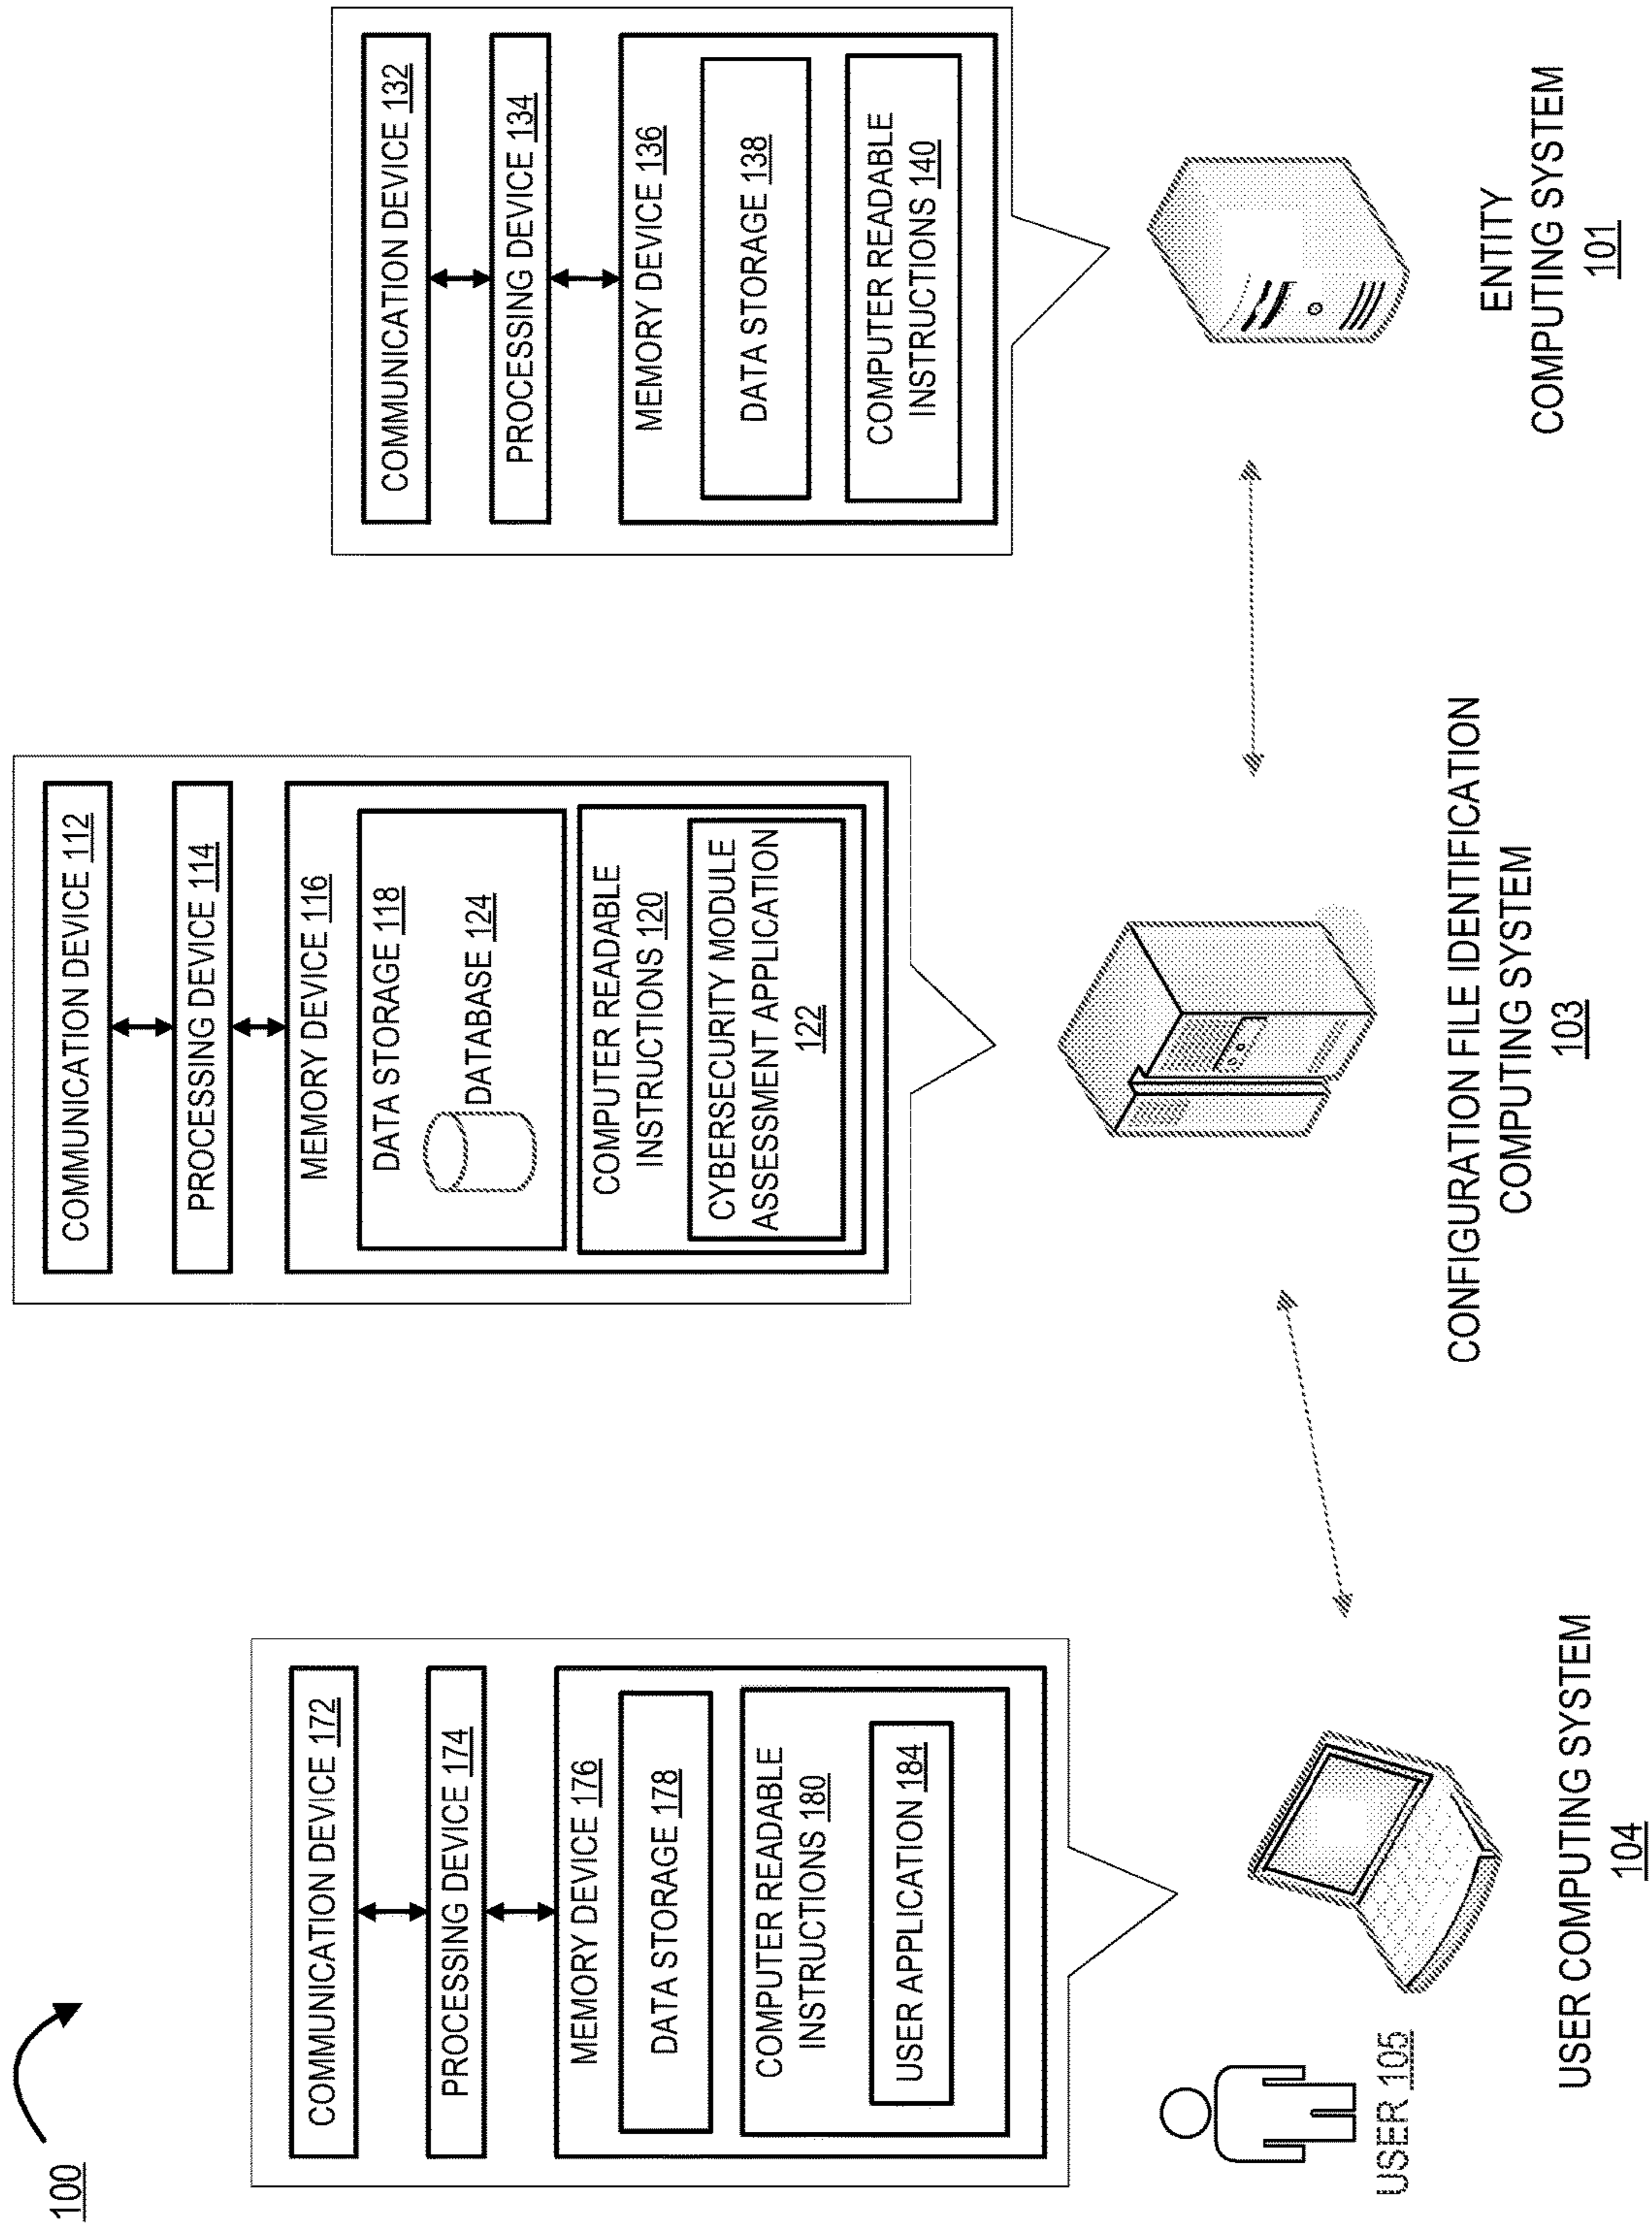 100
COMMUNICATION DEVICE 172
PROCESSING DEVICE 174
MEMORY DEVICE 176
DATA STORAGE 178
COMPUTER READABLE
INSTRUCTIONS 180
USER APPLICATION 184
USER 105
USER COMPUTING SYSTEM
104
COMMUNICATION DEVICE 112
PROCESSING DEVICE 114
MEMORY DEVICE 116
DATA STORAGE 118
DATABASE 124
COMPUTER READABLE
INSTRUCTIONS 120
CYBERSECURITY MODULE
ASSESSMENT APPLICATION
122
CONFIGURATION FILE IDENTIFICATION
COMPUTING SYSTEM
103
COMMUNICATION DEVICE 132
PROCESSING DEVICE 134
MEMORY DEVICE 136
DATA STORAGE 138
COMPUTER READABLE
INSTRUCTIONS 140
ENTITY
COMPUTING SYSTEM
101